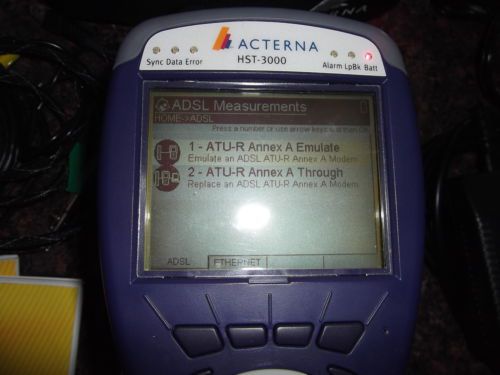 ACTERNA
HST-3000
Sync Data Error
Alarm LpBk Batt
ADSL Measurements
HOME->ADSL
Press a number or use arrow keys & then OK
1 - ATU-R Annex A Emulate
Emulate an ADSL ATU-R Annex A Modem
2 - ATU-R Annex A Through
Replace an ADSL ATU-R Annex A Modem
ADSL ETHERNET